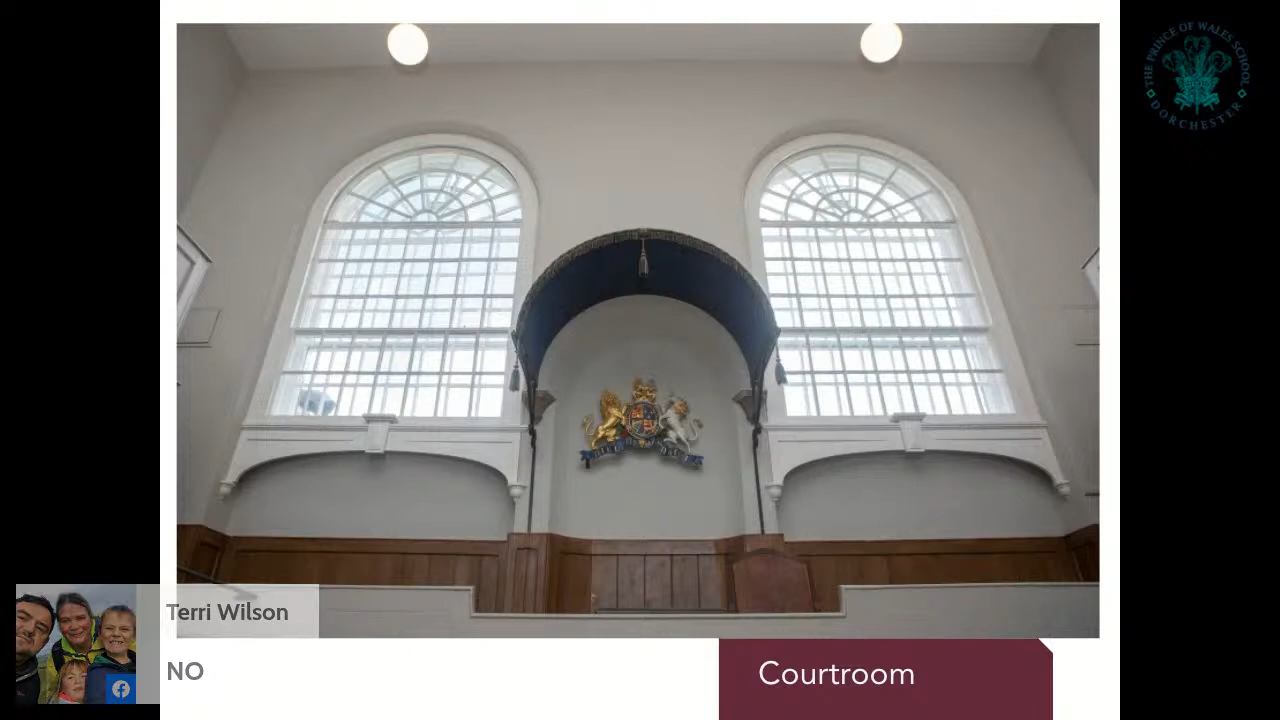 THE PRINCE OF WALES SCHOOL
DORCHESTER
Terri Wilson
NO
Courtroom